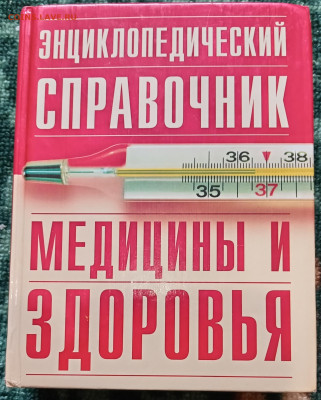 ЭНЦИКЛОПЕДИЧЕСКИЙ
СПРАВОЧНИК
36 38
35 37
МЕДИЦИНЫ И
ЗДОРОВЬЯ